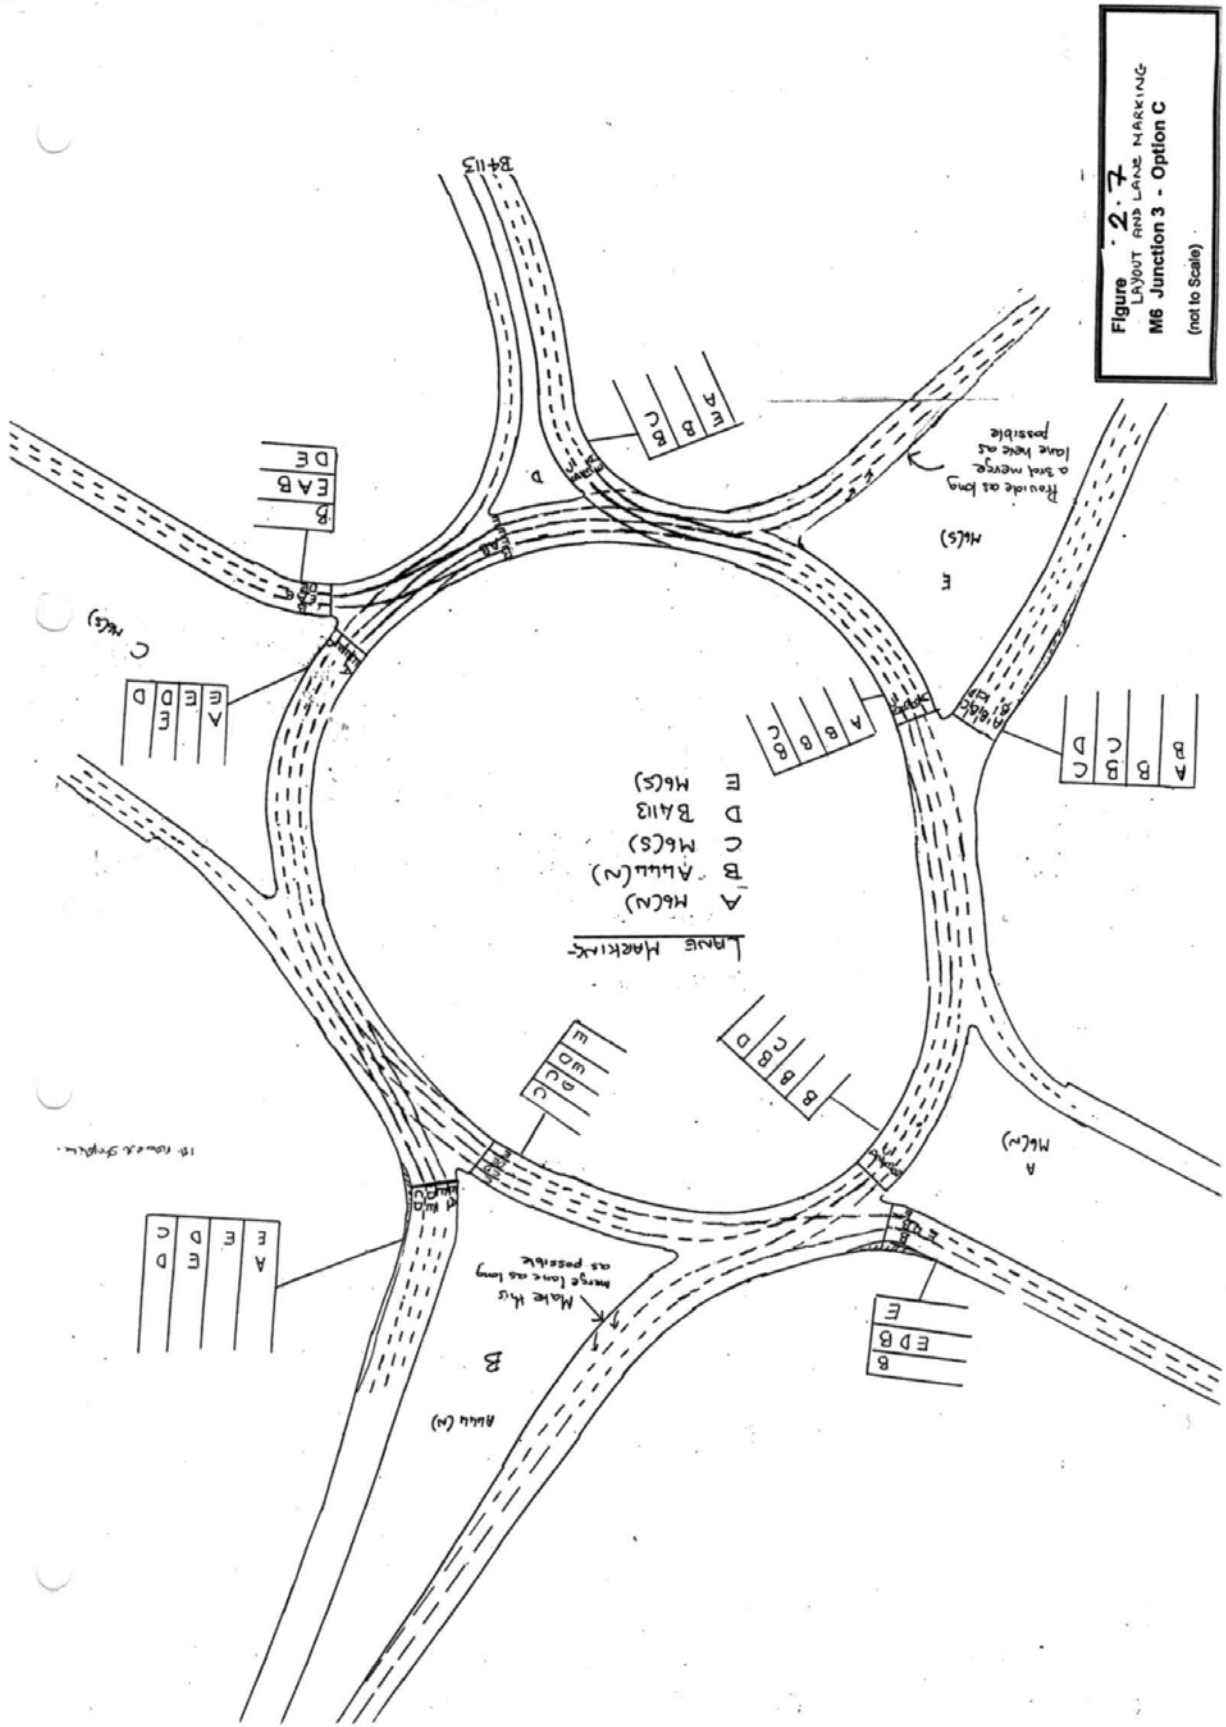 Figure 2.7
LAYOUT AND LANE MARKING
M6 Junction 3 - Option C
(not to Scale)
B4113
D E
E A B
B
B C
B
E A
D
Provide as long
a 3rd merge
lane here as
possible
M6(S)
E
C M6(S)
A E
E
D E
D
A
B
B
B C
A B
B
B C
C D
LANE MARKING
A M6(N)
B A444(N)
C M6(S)
D B4113
E M6(S)
C
D C
E D
E
B
B
B C
D
A
M6(N)
A E
E
E D
D C
Make this
merge lane as long
as possible
B
A444(N)
B
E D B
E